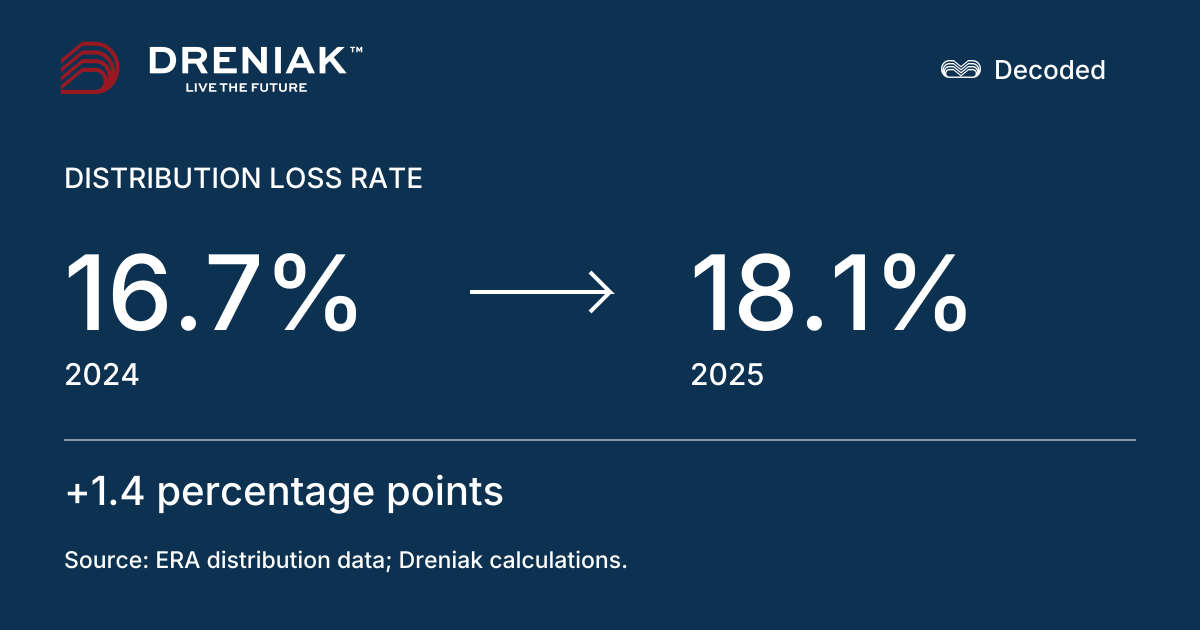 DRENIAK™
LIVE THE FUTURE
Decoded
DISTRIBUTION LOSS RATE
16.7%
18.1%
2024
2025
+1.4 percentage points
Source: ERA distribution data; Dreniak calculations.